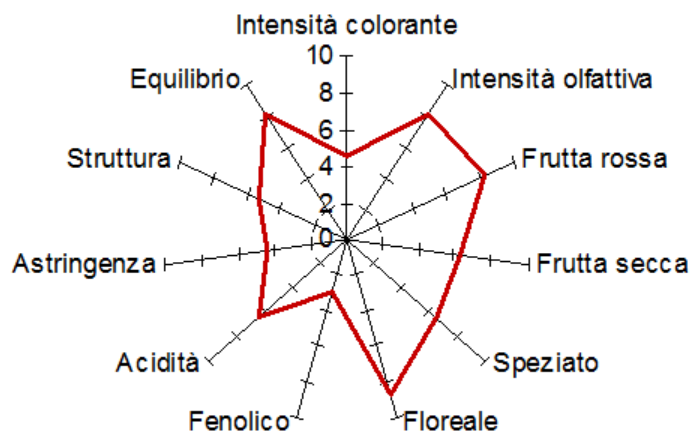 Intensità colorante
10
Equilibrio
Intensità olfattiva
8
6
Struttura
Frutta rossa
4
2
0
Astringenza
Frutta secca
Acidità
Speziato
Fenolico
Floreale